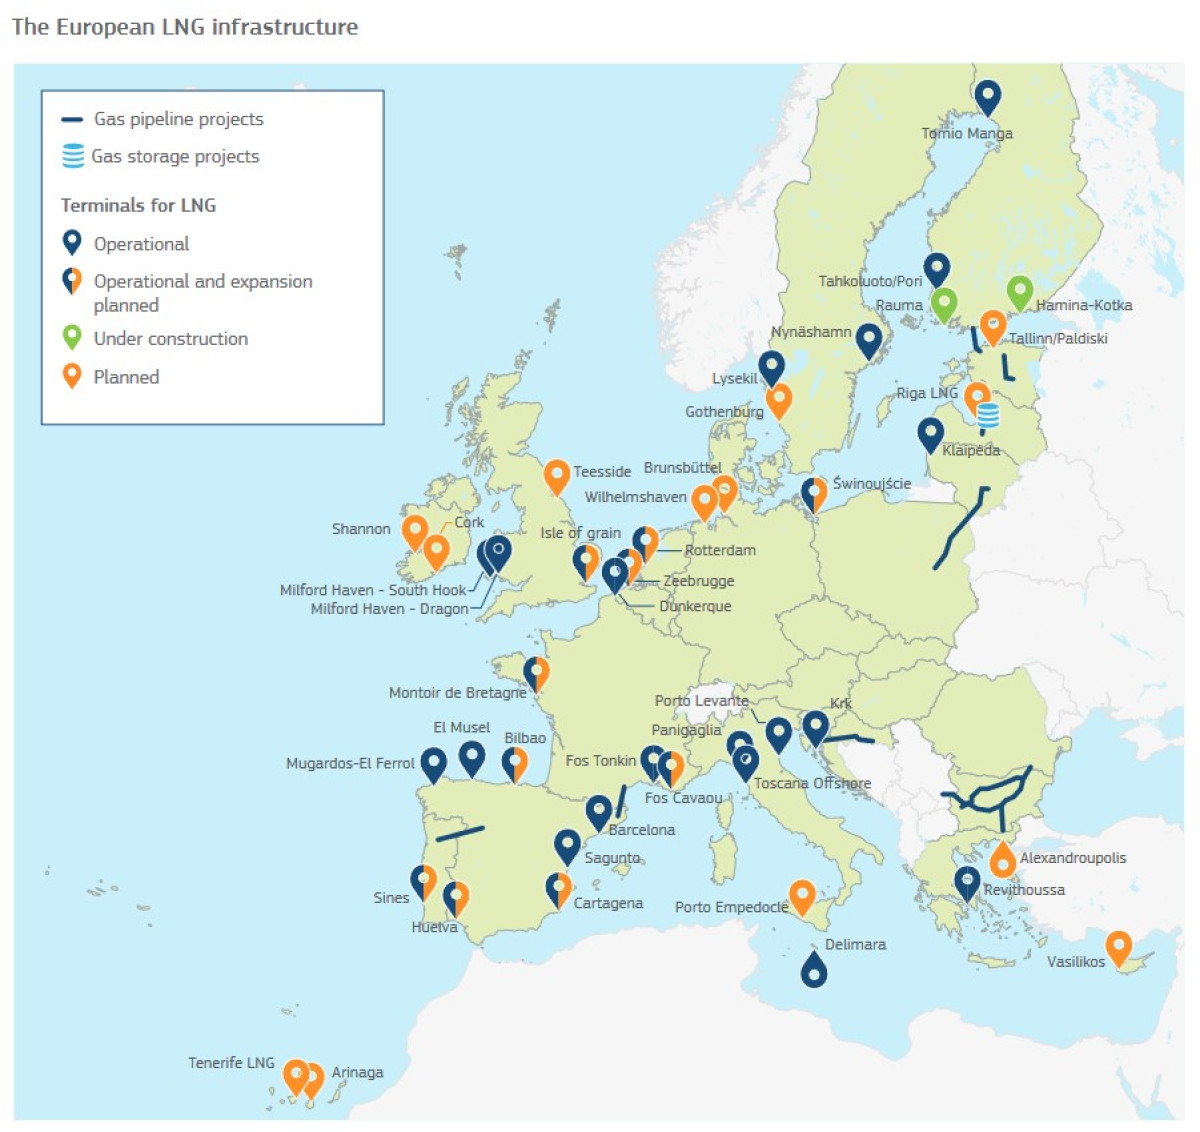 The European LNG infrastructure
Gas pipeline projects
Gas storage projects
Terminals for LNG
Operational
Operational and expansion
planned
Under construction
Planned
Tornio Manga
Tahkoluoto/Pori
Rauma
Hamina-Kotka
Nynäshamn
Tallinn/Paldiski
Lysekil
Riga LNG
Gothenburg
Klaipėda
Teesside
Brunsbüttel
Świnoujście
Wilhelmshaven
Shannon
Cork
Isle of grain
Rotterdam
Milford Haven - South Hook
Zeebrugge
Milford Haven - Dragon
Dunkerque
Montoir de Bretagne
Porto Levante
Krk
El Musel
Bilbao
Panigaglia
Mugardos-El Ferrol
Fos Tonkin
Toscana Offshore
Fos Cavaou
Barcelona
Sagunto
Alexandroupolis
Revithoussa
Sines
Cartagena
Porto Empedocle
Huelva
Delimara
Vasilikos
Tenerife LNG
Arinaga